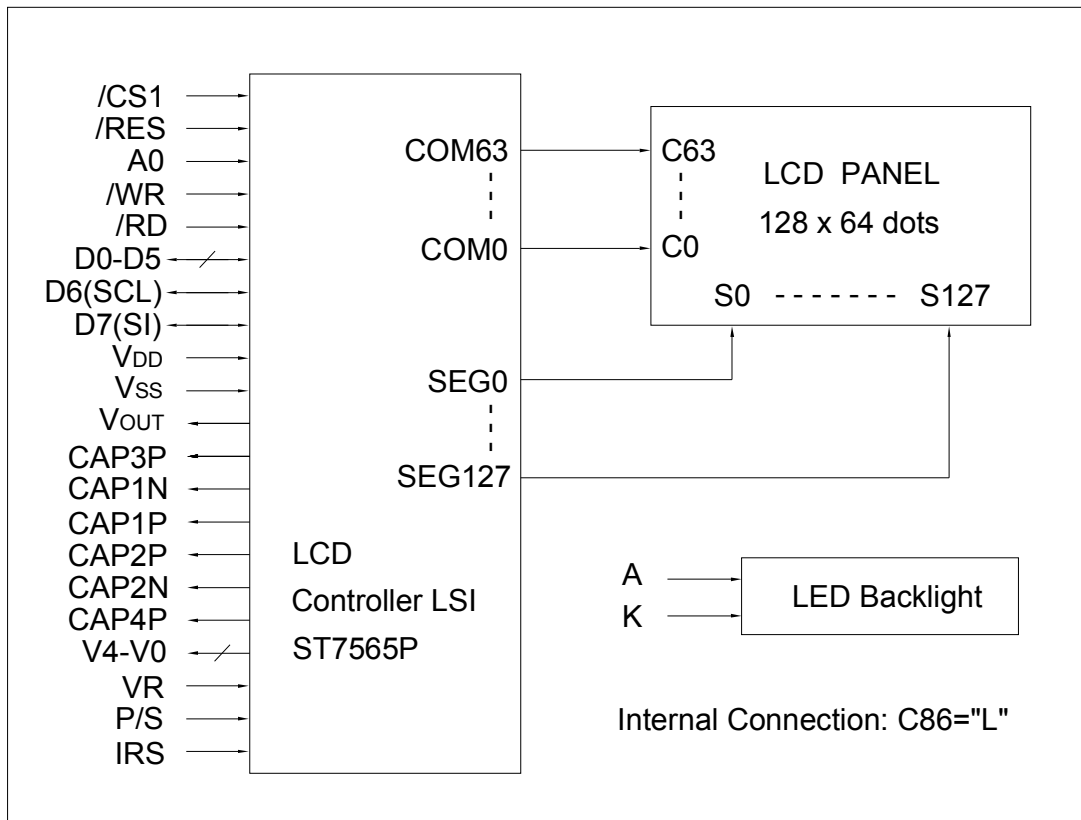 /CS1
/RES
A0
/WR
/RD
D0-D5
D6(SCL)
D7(SI)
VDD
VSS
VOUT
CAP3P
CAP1N
CAP1P
CAP2P
CAP2N
CAP4P
V4-V0
VR
P/S
IRS
COM63
COM0
SEG0
SEG127
LCD
Controller LSI
ST7565P
C63
C0
LCD PANEL
128 x 64 dots
S0 ------- S127
A
K
LED Backlight
Internal Connection: C86="L"